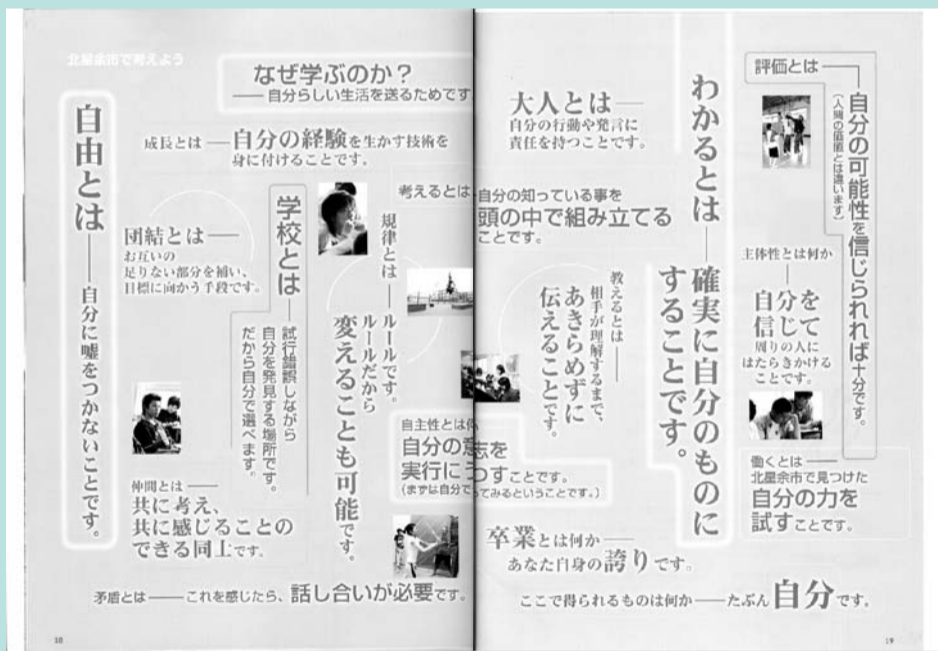 北星余市で考えよう
なぜ学ぶのか?
——自分らしい生活を送るためです
自由とは——自分に嘘をつかないことです。
成長とは——自分の経験を生かす技術を
身に付けることです。
団結とは——
お互いの
足りない部分を補い、
目標に向かう手段です。
学校とは——試行錯誤しながら
自分を発見する場所です。
だから自分で選べます。
規律とは——ルールです。
ルールだから
変えることも可能です。
考えるとは
自分の知っている事を
頭の中で組み立てる
ことです。
仲間とは——
共に考え、
共に感じることの
できる同士です。
自主性とは
自分の意志を
実行にうつすことです。
(まずは自分でってみるということです。)
矛盾とは——これを感じたら、話し合いが必要です。
18
大人とは——
自分の行動や発言に
責任を持つことです。
わかるとは——確実に自分のものに
することです。
評価とは——自分の可能性を信じられれば十分です。
(人間の価値とは違います)
教えるとは——
相手が理解するまで、
あきらめずに
伝えることです。
主体性とは何か
——
自分を
信じて
周りの人に
はたらきかける
ことです。
働くとは——
北星余市で見つけた
自分の力を
試すことです。
卒業とは何か——
あなた自身の誇りです。
ここで得られるものは何か——たぶん自分です。
19